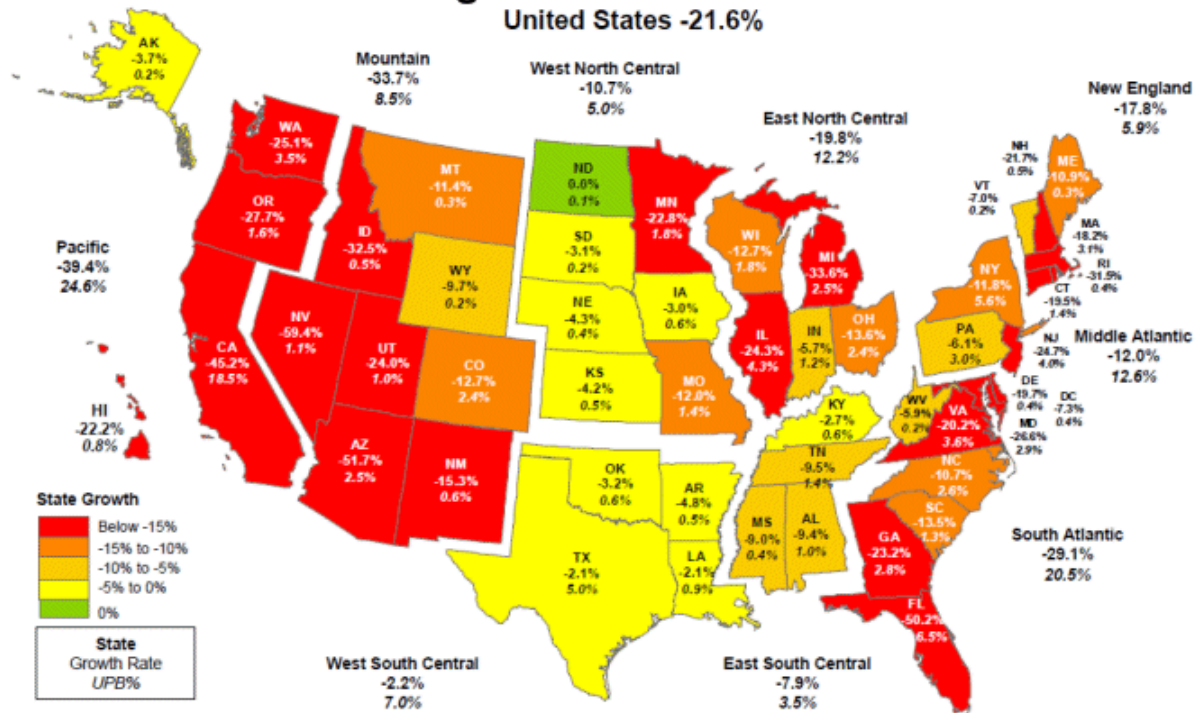 United States -21.6%
AK
-3.7%
0.2%
Mountain
-33.7%
8.5%
West North Central
-10.7%
5.0%
East North Central
-19.8%
12.2%
New England
-17.8%
5.9%
Pacific
-39.4%
24.6%
WA
-25.1%
3.5%
OR
-27.7%
1.6%
ID
-32.5%
0.5%
MT
-11.4%
0.3%
WY
-9.7%
0.2%
NV
-59.4%
1.1%
UT
-24.0%
1.0%
CO
-12.7%
2.4%
CA
-45.2%
18.5%
AZ
-51.7%
2.5%
NM
-15.3%
0.6%
HI
-22.2%
0.8%
ND
0.0%
0.1%
SD
-3.1%
0.2%
NE
-4.3%
0.4%
KS
-4.2%
0.5%
MN
-22.8%
1.8%
IA
-3.0%
0.6%
MO
-12.0%
1.4%
WI
-12.7%
1.8%
MI
-33.6%
2.5%
IL
-24.3%
4.3%
IN
-5.7%
1.2%
OH
-13.6%
2.4%
NH
-21.7%
0.5%
VT
-7.0%
0.2%
ME
-10.9%
0.3%
MA
-18.2%
3.1%
RI
-31.5%
0.4%
CT
-19.5%
1.4%
NY
-11.8%
5.6%
PA
-6.1%
3.0%
NJ
-24.7%
4.0%
Middle Atlantic
-12.0%
12.6%
DE
-19.7%
0.4%
DC
-7.3%
0.4%
MD
-26.6%
2.9%
WV
-5.9%
0.2%
VA
-20.2%
3.6%
KY
-2.7%
0.6%
TN
-9.5%
1.4%
NC
-10.7%
2.6%
SC
-13.5%
1.3%
MS
-9.0%
0.4%
AL
-9.4%
1.0%
GA
-23.2%
2.8%
FL
-50.2%
6.5%
OK
-3.2%
0.6%
AR
-4.8%
0.5%
TX
-2.1%
5.0%
LA
-2.1%
0.9%
South Atlantic
-29.1%
20.5%
West South Central
-2.2%
7.0%
East South Central
-7.9%
3.5%
State Growth
Below -15%
-15% to -10%
-10% to -5%
-5% to 0%
0%
State
Growth Rate
UPB%